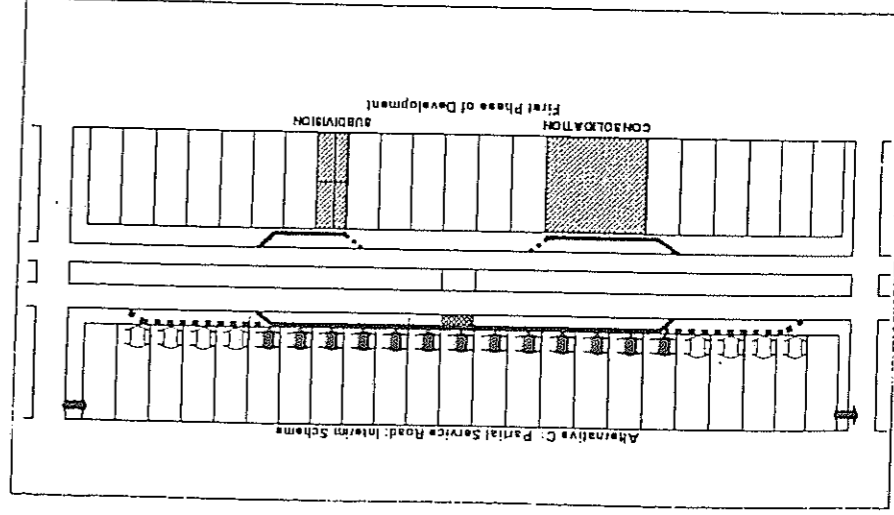 Alternative C: Partial Service Road: Interim Scheme
CONSOLIDATION
SUBDIVISION
First Phase of Development